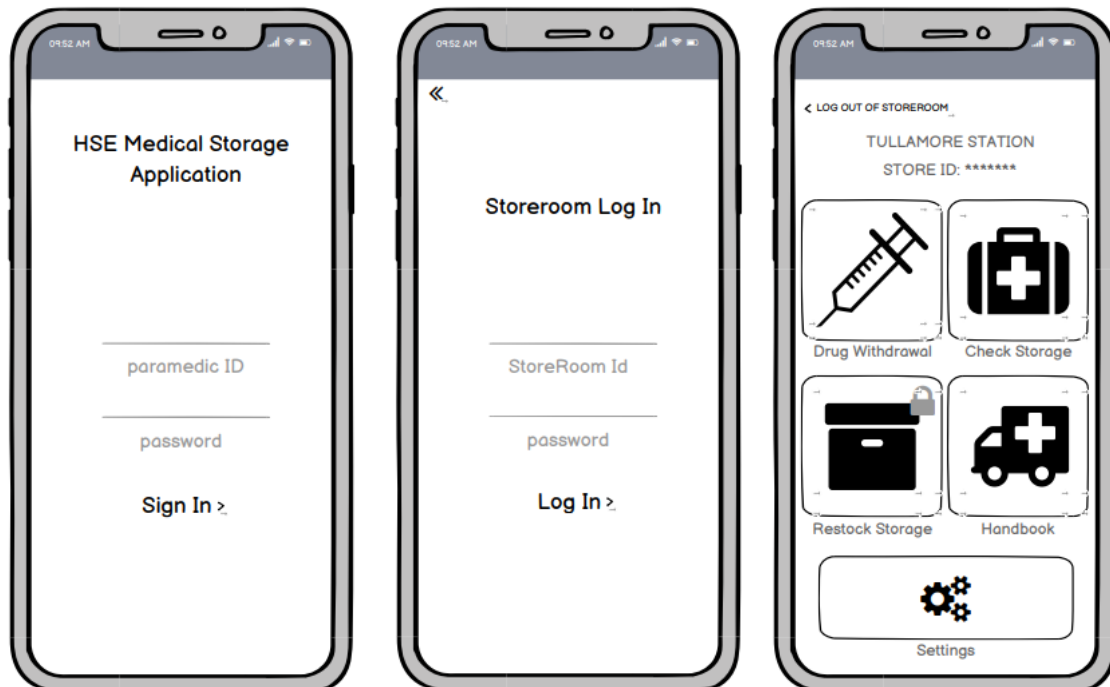 09:52 AM
HSE Medical Storage
Application
paramedic ID
password
Sign In >
09:52 AM
Storeroom Log In
StoreRoom Id
password
Log In >
09:52 AM
< LOG OUT OF STOREROOM
TULLAMORE STATION
STORE ID: *******
Drug Withdrawal
Check Storage
Restock Storage
Handbook
Settings